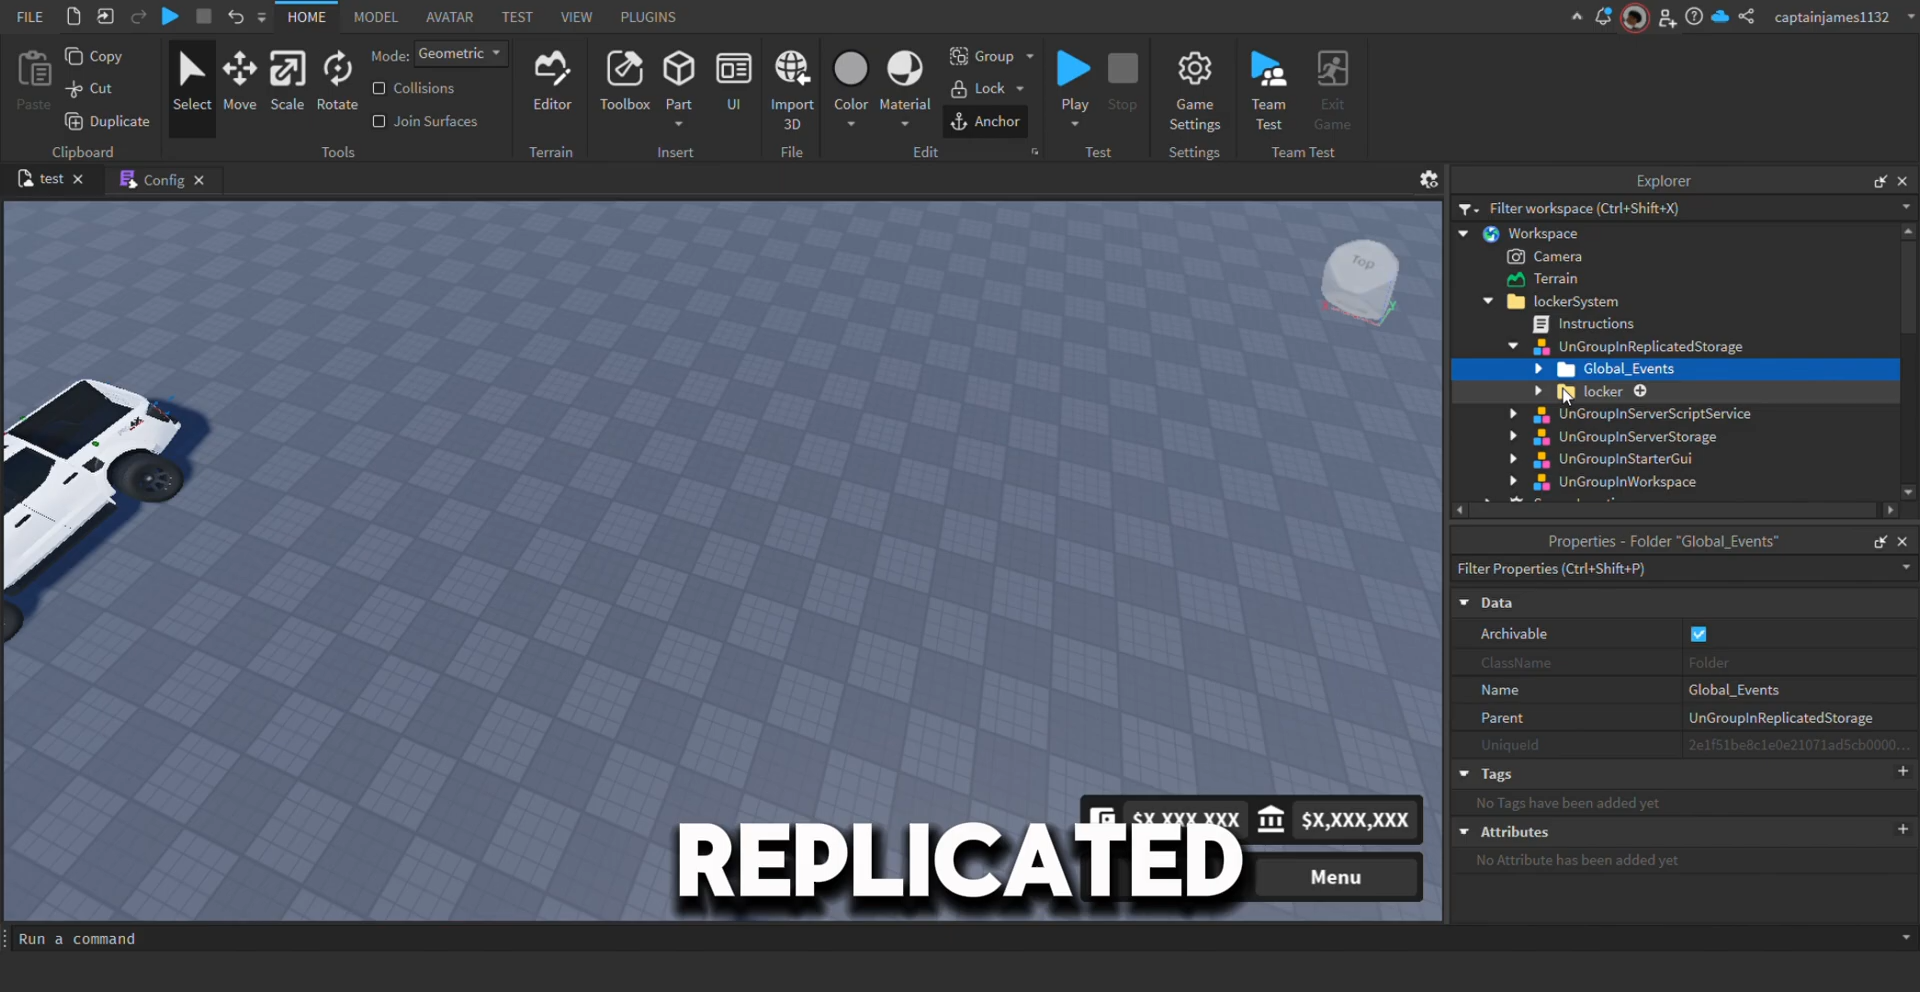 FILE HOME MODEL AVATAR TEST VIEW PLUGINS captainjames1132
Paste Copy Cut Duplicate Clipboard
Select Move Scale Rotate Mode: Geometric Collisions Join Surfaces Tools
Editor Terrain
Toolbox Part UI Insert
Import 3D File
Color Material Group Lock Anchor Edit
Play Stop Test
Game Settings Settings
Team Test Exit Game Team Test
test Config
Top
$X,XXX,XXX $X,XXX,XXX
Menu
REPLICATED
Explorer
Filter workspace (Ctrl+Shift+X)
Workspace
Camera
Terrain
lockerSystem
Instructions
UnGroupInReplicatedStorage
Global_Events
locker
UnGroupInServerScriptService
UnGroupInServerStorage
UnGroupInStarterGui
UnGroupInWorkspace
Properties - Folder "Global_Events"
Filter Properties (Ctrl+Shift+P)
Data
Archivable
ClassName Folder
Name Global_Events
Parent UnGroupInReplicatedStorage
UniqueId 2e1f51be8c1e0e21071ad5cb0000...
Tags
No Tags have been added yet
Attributes
No Attribute has been added yet
Run a command